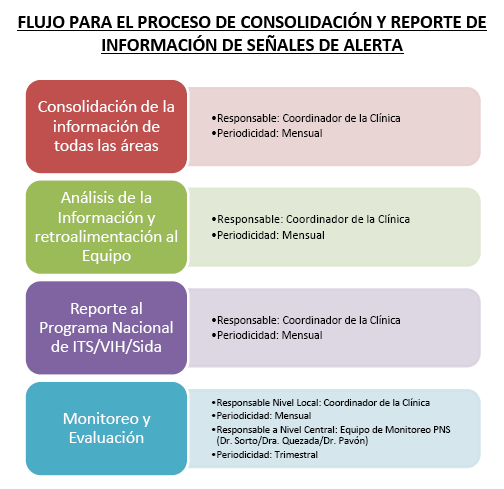 FLUJO PARA EL PROCESO DE CONSOLIDACIÓN Y REPORTE DE
INFORMACIÓN DE SEÑALES DE ALERTA
Consolidación de la
información de
todas las áreas
•Responsable: Coordinador de la Clínica
•Periodicidad: Mensual
Análisis de la
Información y
retroalimentación al
Equipo
•Responsable: Coordinador de la Clínica
•Periodicidad: Mensual
Reporte al
Programa Nacional
de ITS/VIH/Sida
•Responsable: Coordinador de la Clínica
•Periodicidad: Mensual
Monitoreo y
Evaluación
•Responsable Nivel Local: Coordinador de la Clínica
•Periodicidad: Mensual
•Responsable a Nivel Central: Equipo de Monitoreo PNS
(Dr. Sorto/Dra. Quezada/Dr. Pavón)
•Periodicidad: Trimestral